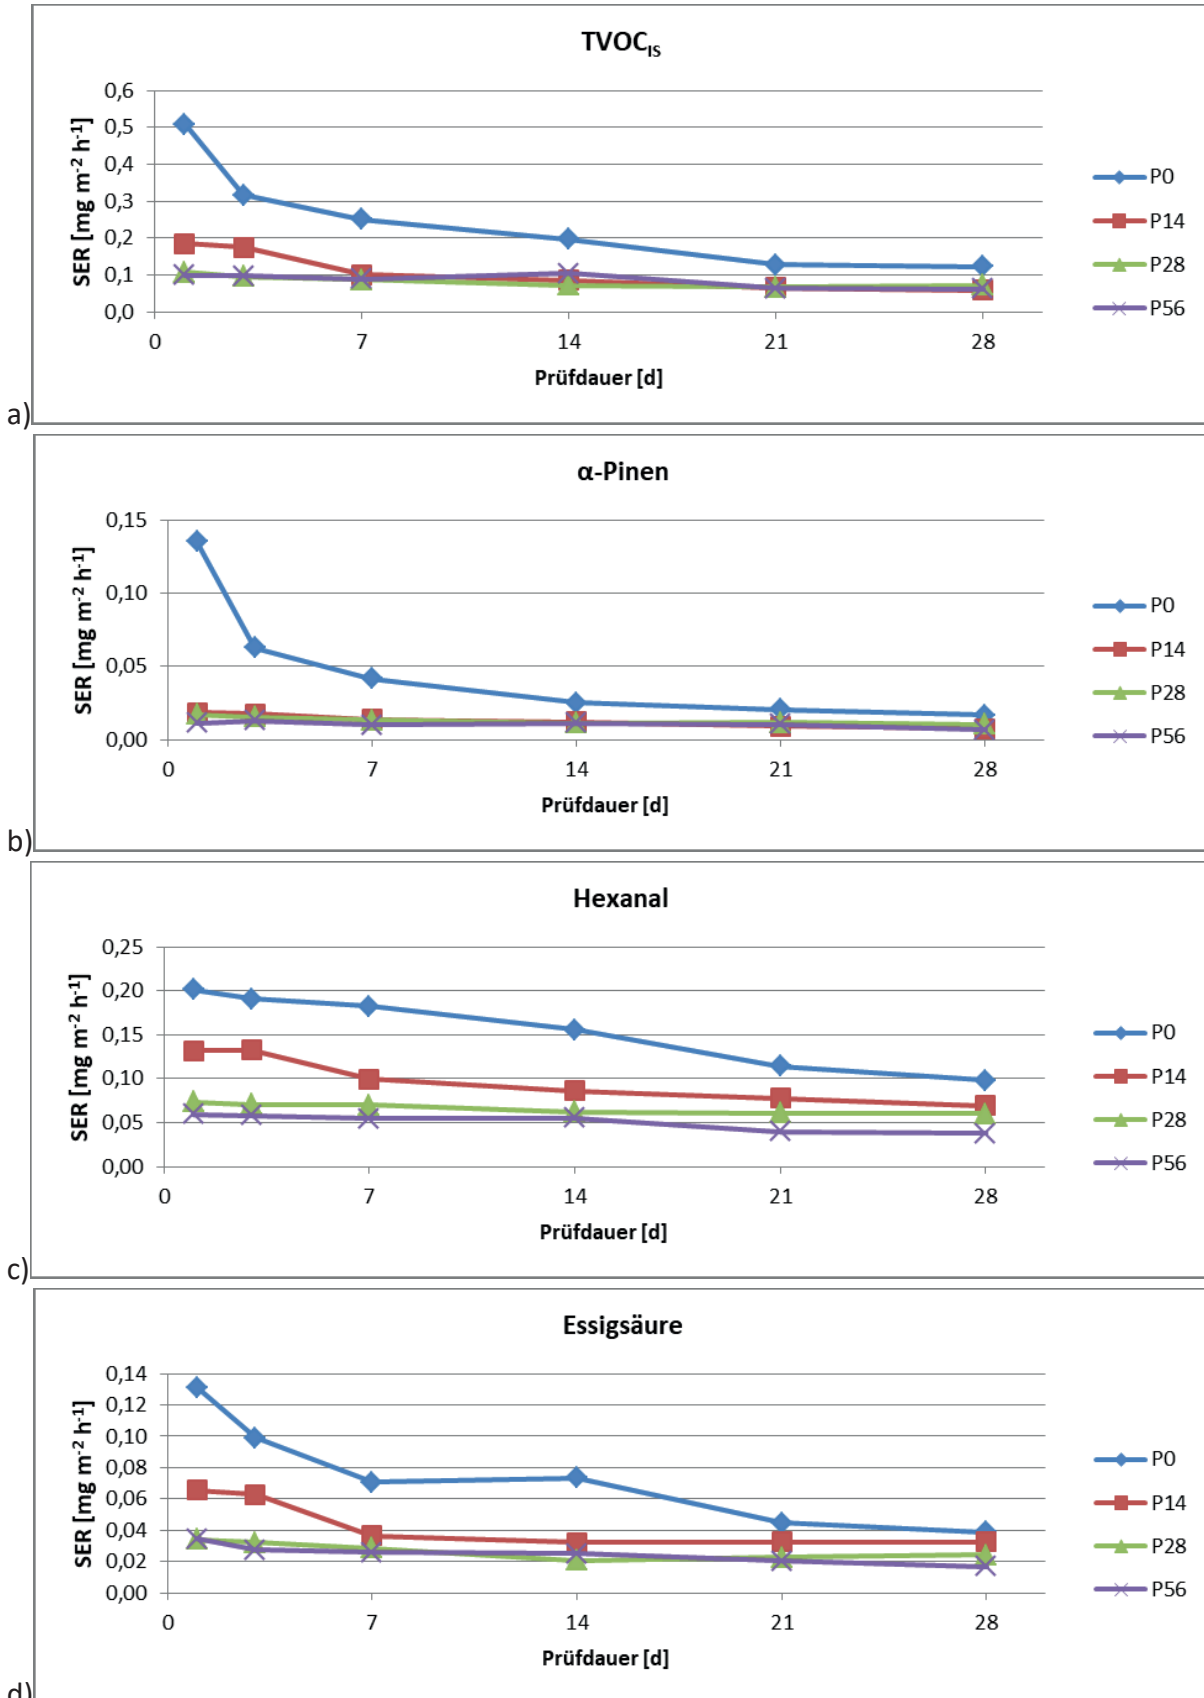 TVOCIS
0,6
0,5
0,4
0,3
0,2
0,1
0,0
SER [mg m-2 h-1]
0 7 14 21 28
Prüfdauer [d]
P0
P14
P28
P56
a)
α-Pinen
0,15
0,10
0,05
0,00
SER [mg m-2 h-1]
0 7 14 21 28
Prüfdauer [d]
P0
P14
P28
P56
b)
Hexanal
0,25
0,20
0,15
0,10
0,05
0,00
SER [mg m-2 h-1]
0 7 14 21 28
Prüfdauer [d]
P0
P14
P28
P56
c)
Essigsäure
0,14
0,12
0,10
0,08
0,06
0,04
0,02
0,00
SER [mg m-2 h-1]
0 7 14 21 28
Prüfdauer [d]
P0
P14
P28
P56
d)